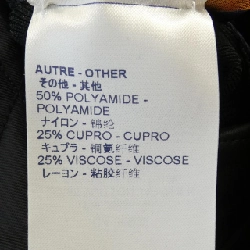 AUTRE - OTHER
その他 - 其他
50% POLYAMIDE -
POLYAMIDE
ナイロン - 锦纶
25% CUPRO - CUPRO
キュプラ - 铜氨纤维
25% VISCOSE - VISCOSE
レーヨン - 粘胶纤维